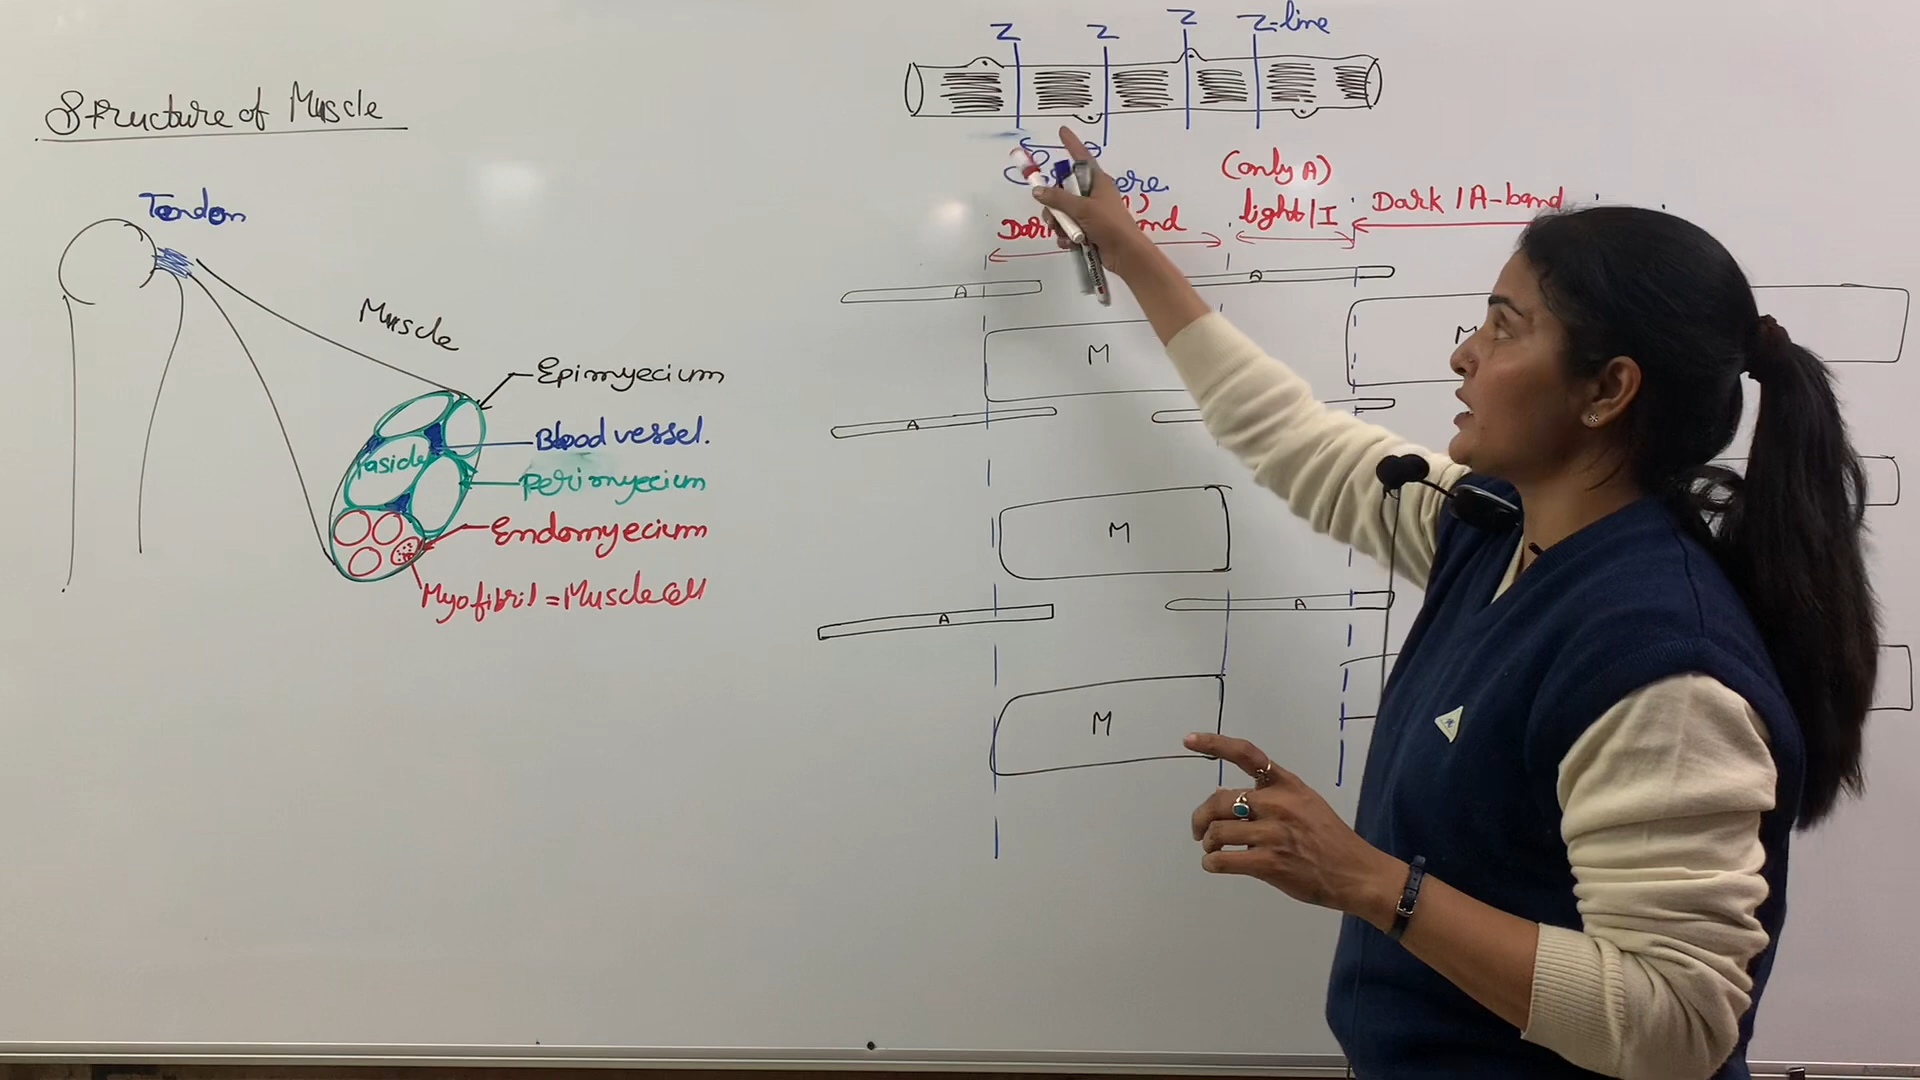 Structure of Muscle
Tendon
Muscle
Epimyecium
Blood vessel.
fasicle
Perimyecium
Endomyecium
Myofibril = Muscle cell
Z Z Z Z-line
(only A)
light/I
Dark / A-band
A
A
M
A
M
A
A
M